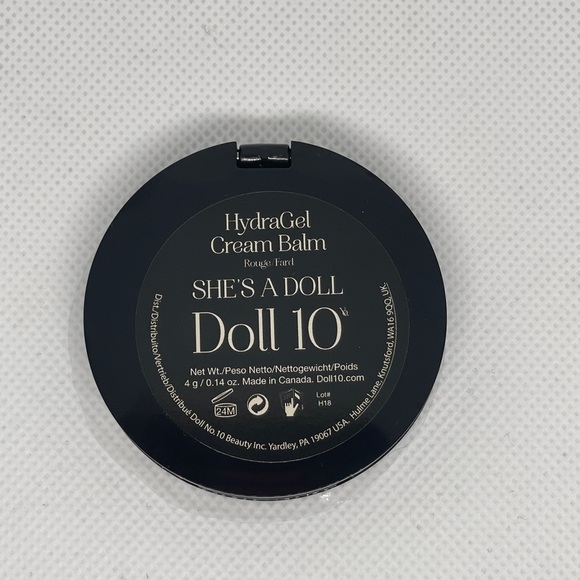 HydraGel
Cream Balm
Rouge/Fard
SHE'S A DOLL
Doll 10
Net Wt./Peso Netto/Nettogewicht/Poids
4 g / 0.14 oz. Made in Canada. Doll10.com
24M
Lot#
H18
Dist/Distribuito/Vertrieb/Distribué Doll No.10 Beauty Inc. Yardley, PA 19067 USA. Hulme Lane, Knutsford, WA16 9QQ, UK.